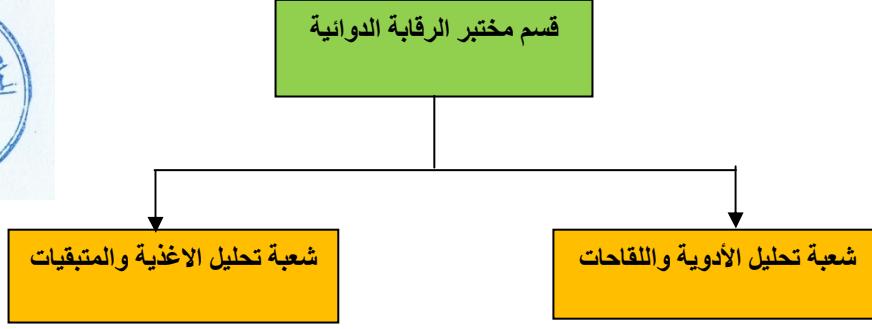 قسم مختبر الرقابة الدوائية
شعبة تحليل الأدوية واللقاحات
شعبة تحليل الاغذية والمتبقيات